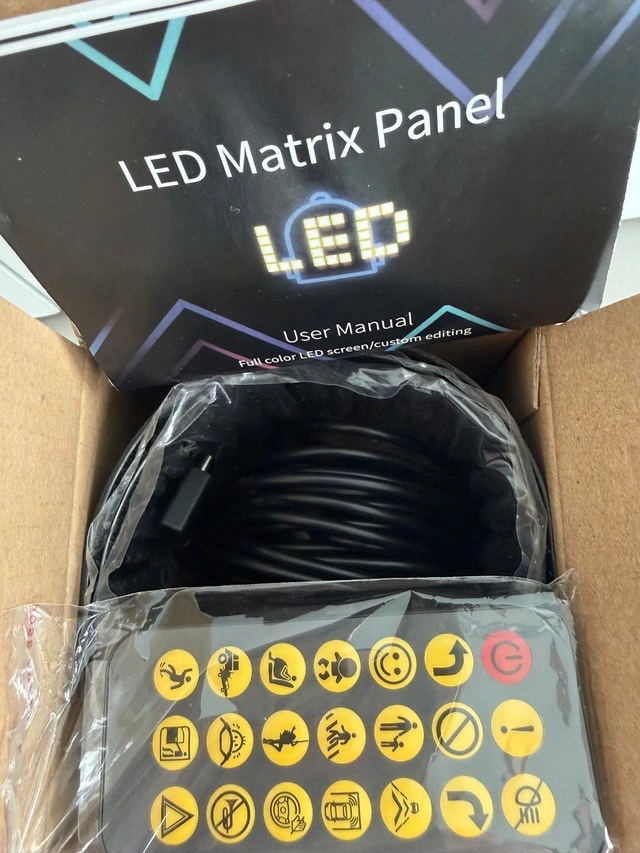 LED Matrix Panel
LED
User Manual
Full color LED screen/custom editing